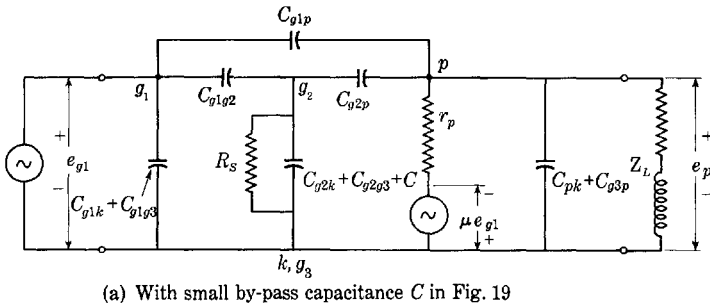 C_{g1p}
g_1
C_{g1g2}
g_2
C_{g2p}
p
+
e_{g1}
−
C_{g1k} + C_{g1g3}
R_S
C_{g2k} + C_{g2g3} + C
r_p
−
μe_{g1}
+
C_{pk} + C_{g3p}
Z_L
+
e_p
−
k, g_3
(a) With small by-pass capacitance C in Fig. 19